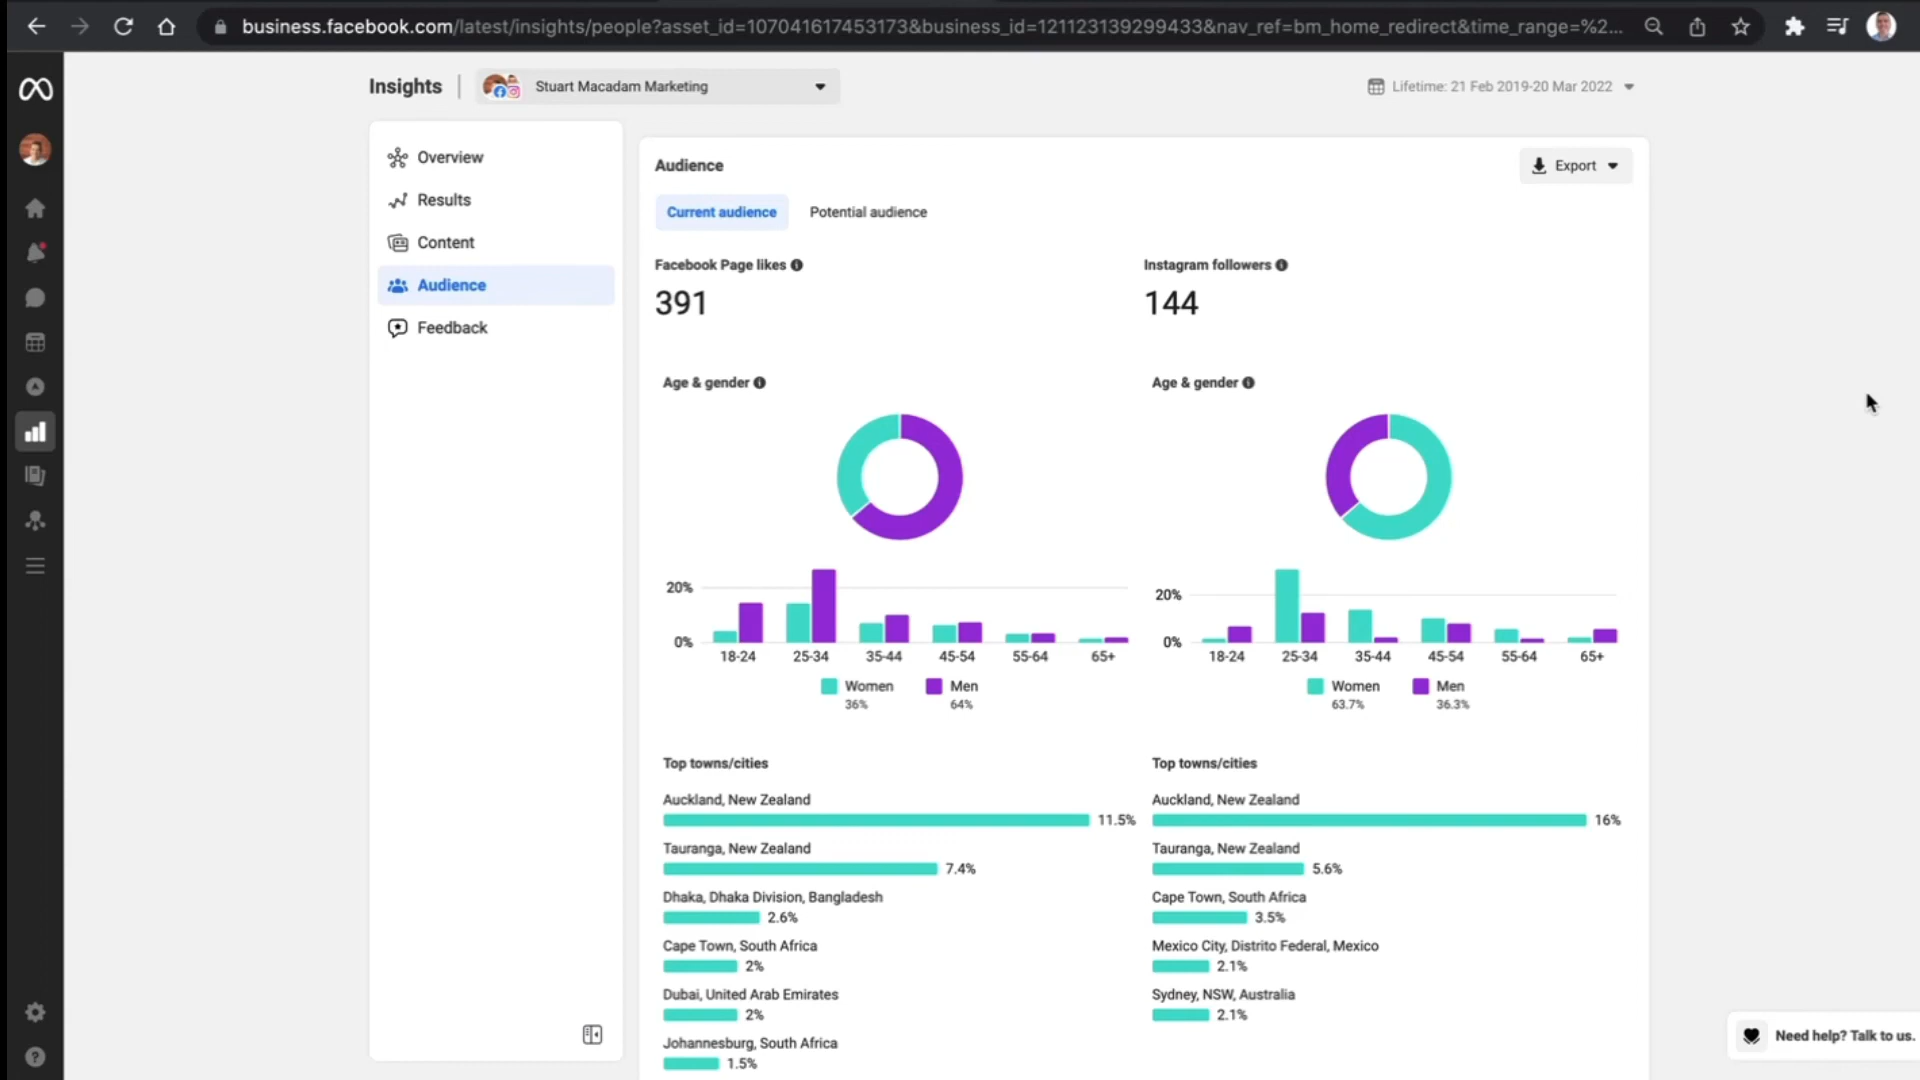 business.facebook.com/latest/insights/people?asset_id=107041617453173&business_id=121123139299433&nav_ref=bm_home_redirect&time_range=%2...
Insights
Stuart Macadam Marketing
Lifetime: 21 Feb 2019-20 Mar 2022
Overview
Results
Content
Audience
Feedback
Audience
Export
Current audience
Potential audience
Facebook Page likes
391
Instagram followers
144
Age & gender
20%
0%
18-24 25-34 35-44 45-54 55-64 65+
Women Men
36% 64%
Age & gender
20%
0%
18-24 25-34 35-44 45-54 55-64 65+
Women Men
63.7% 36.3%
Top towns/cities
Auckland, New Zealand
11.5%
Tauranga, New Zealand
7.4%
Dhaka, Dhaka Division, Bangladesh
2.6%
Cape Town, South Africa
2%
Dubai, United Arab Emirates
2%
Johannesburg, South Africa
1.5%
Top towns/cities
Auckland, New Zealand
16%
Tauranga, New Zealand
5.6%
Cape Town, South Africa
3.5%
Mexico City, Distrito Federal, Mexico
2.1%
Sydney, NSW, Australia
2.1%
Need help? Talk to us.